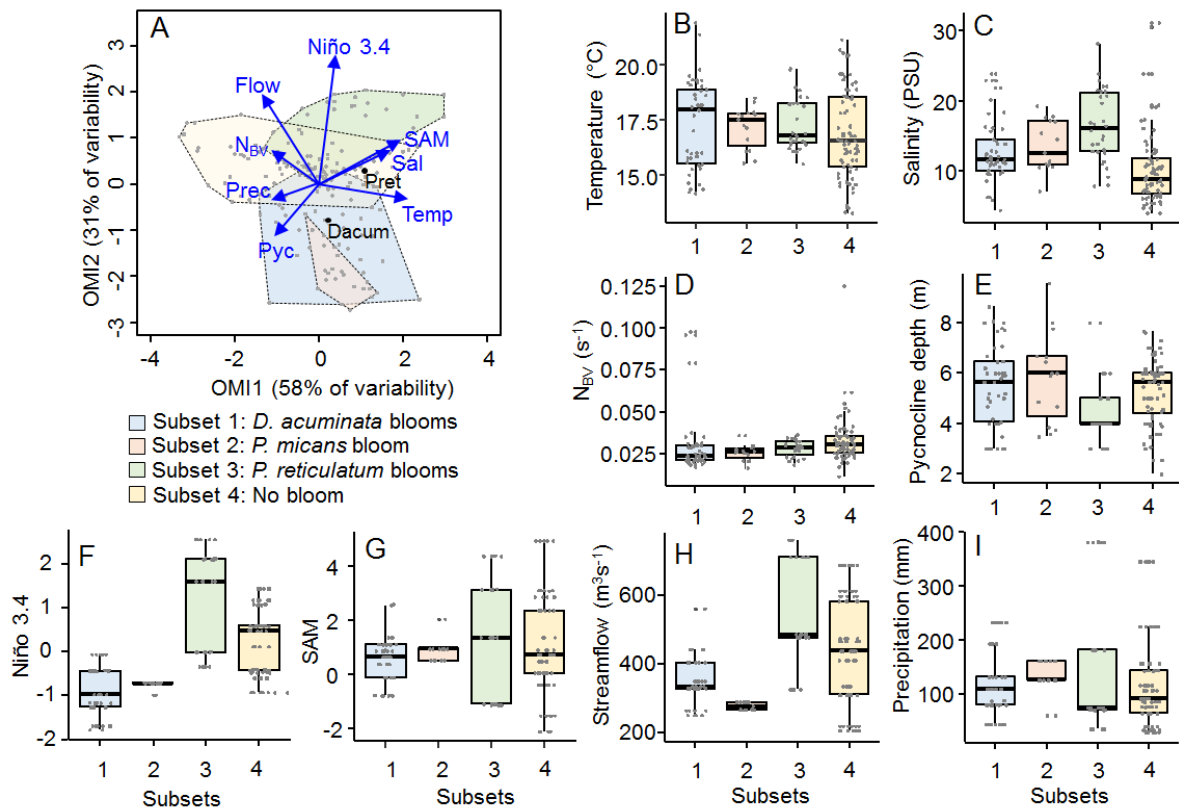 A
OMI2 (31% of variability)
3
2
1
0
-1
-2
-3
Niño 3.4
Flow
SAM
N_BV
Sal
Pret
Prec
Temp
Dacum
Pyc
-4 -2 0 2 4
OMI1 (58% of variability)
Subset 1: D. acuminata blooms
Subset 2: P. micans bloom
Subset 3: P. reticulatum blooms
Subset 4: No bloom
B
Temperature (°C)
20.0
17.5
15.0
1 2 3 4
C
Salinity (PSU)
30
20
10
1 2 3 4
D
N_BV (s⁻¹)
0.125
0.100
0.075
0.050
0.025
1 2 3 4
E
Pycnocline depth (m)
8
6
4
2
1 2 3 4
F
Niño 3.4
2
1
0
-1
-2
1 2 3 4
Subsets
G
SAM
4
2
0
-2
1 2 3 4
Subsets
H
Streamflow (m³s⁻¹)
600
400
200
1 2 3 4
Subsets
I
Precipitation (mm)
400
300
200
100
1 2 3 4
Subsets